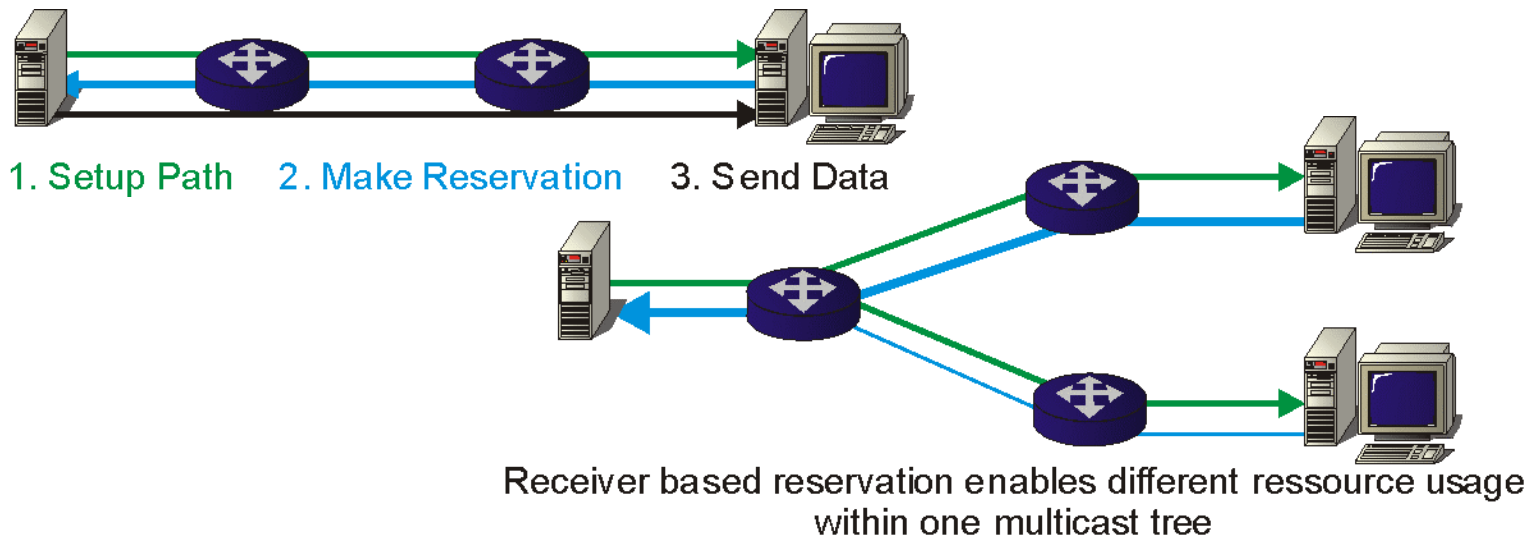 1. Setup Path 2. Make Reservation 3. Send Data
Receiver based reservation enables different ressource usage
within one multicast tree